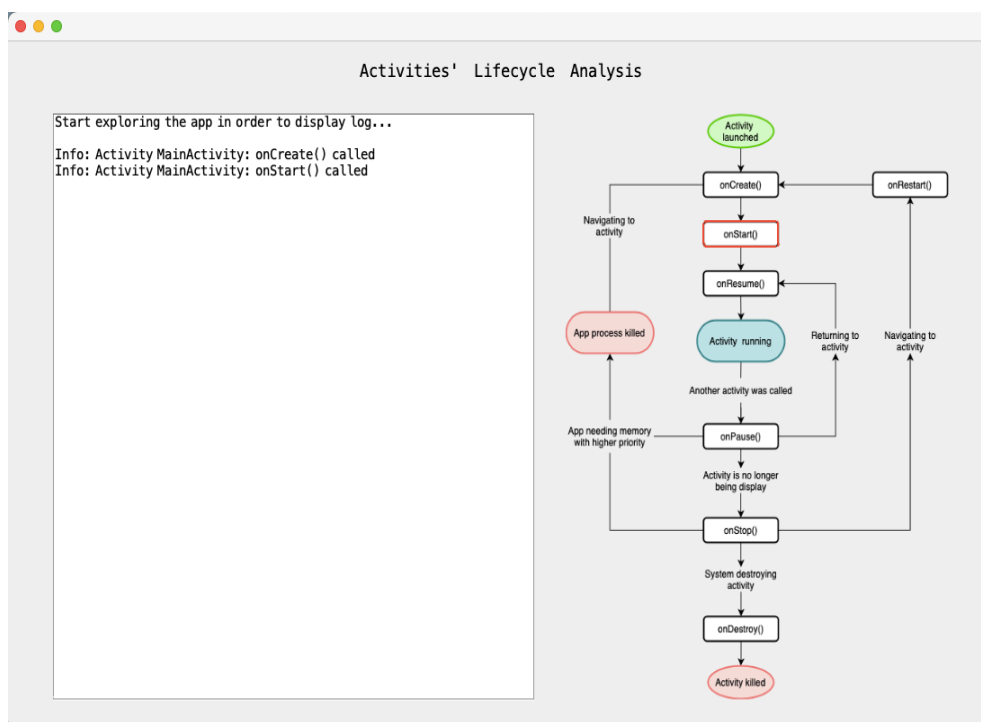 Activities' Lifecycle Analysis
Start exploring the app in order to display log...
Info: Activity MainActivity: onCreate() called
Info: Activity MainActivity: onStart() called
Activity
launched
onCreate()
onRestart()
Navigating to
activity
onStart()
onResume()
App process killed
Activity running
Returning to
activity
Navigating to
activity
Another activity was called
App needing memory
with higher priority
onPause()
Activity is no longer
being display
onStop()
System destroying
activity
onDestroy()
Activity killed